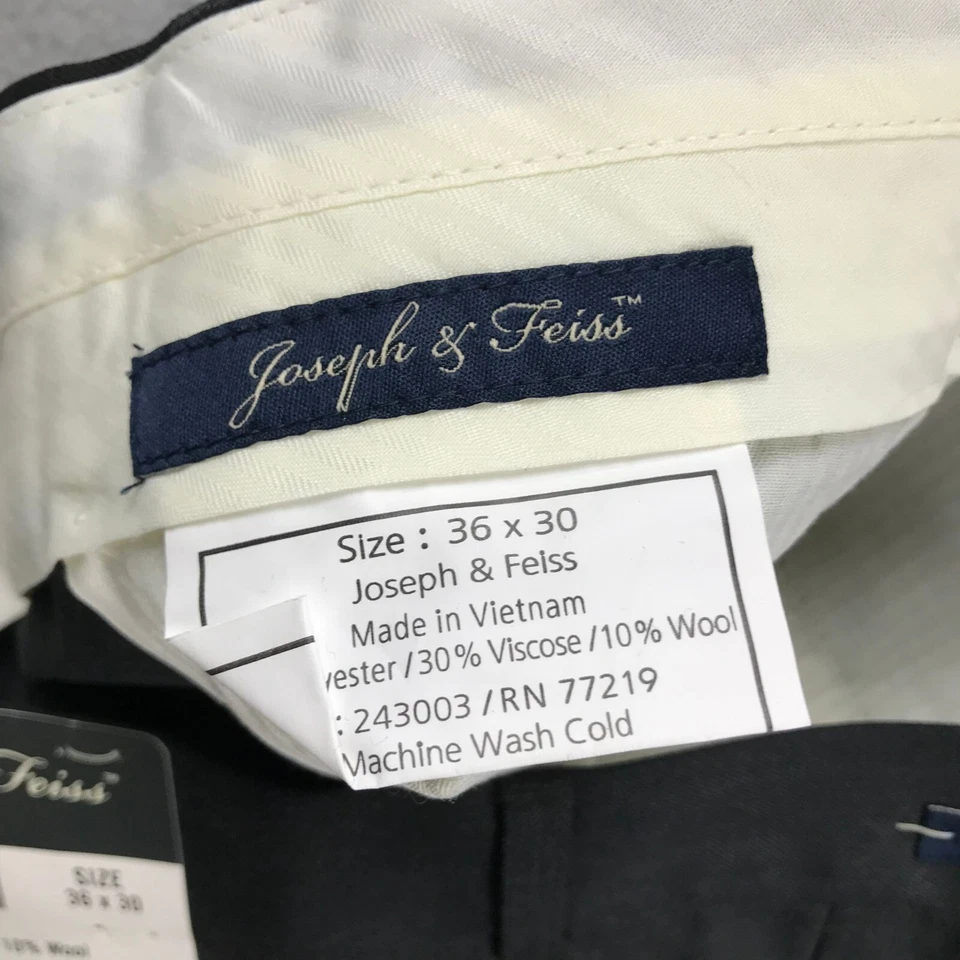 Joseph & Feiss™
Size : 36 x 30
Joseph & Feiss
Made in Vietnam
yester / 30% Viscose / 10% Wool
: 243003 / RN 77219
Machine Wash Cold
Feiss™
SIZE
36 x 30
10% Wool